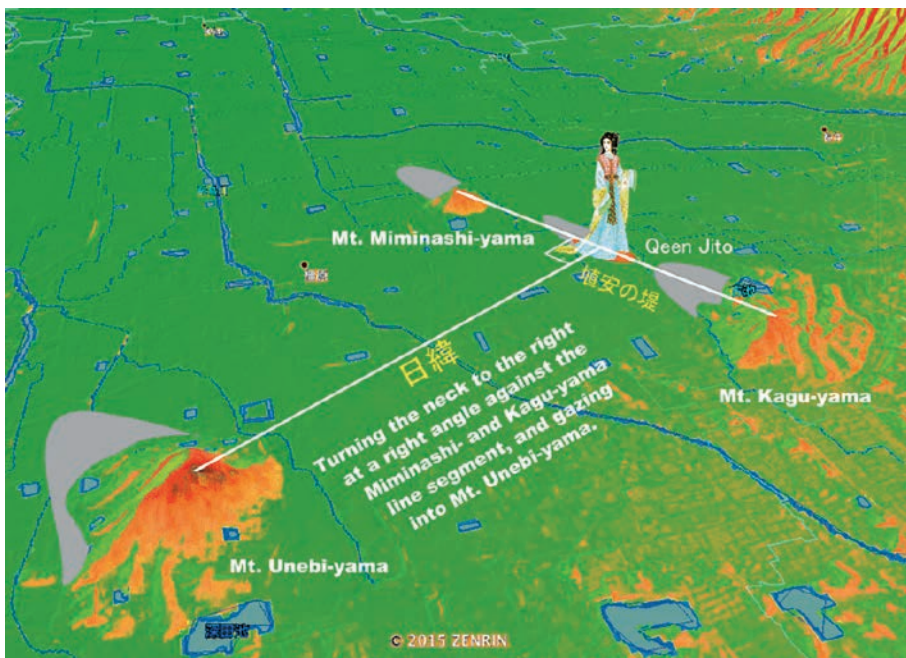 Mt. Miminashi-yama
Qeen Jito
埴安の堤
日緯
Mt. Kagu-yama
Turning the neck to the right
at a right angle against the
Miminashi- and Kagu-yama
line segment, and gazing
into Mt. Unebi-yama.
Mt. Unebi-yama
© 2015 ZENRIN